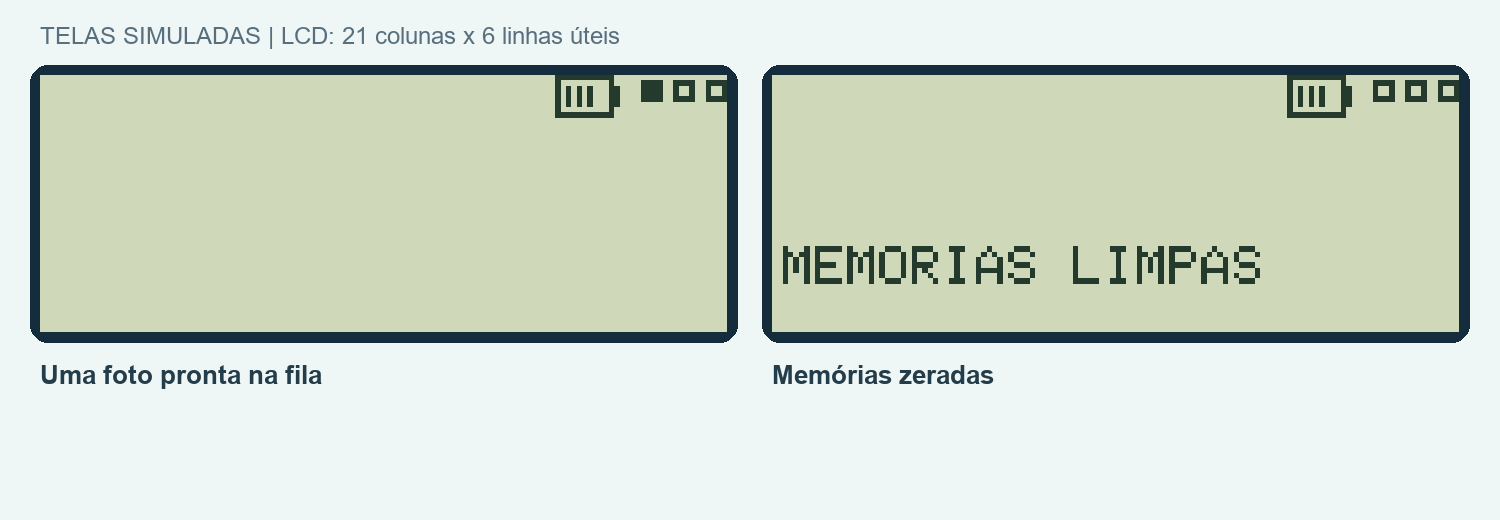 TELAS SIMULADAS | LCD: 21 colunas x 6 linhas úteis
MEMORIAS LIMPAS
Uma foto pronta na fila
Memórias zeradas